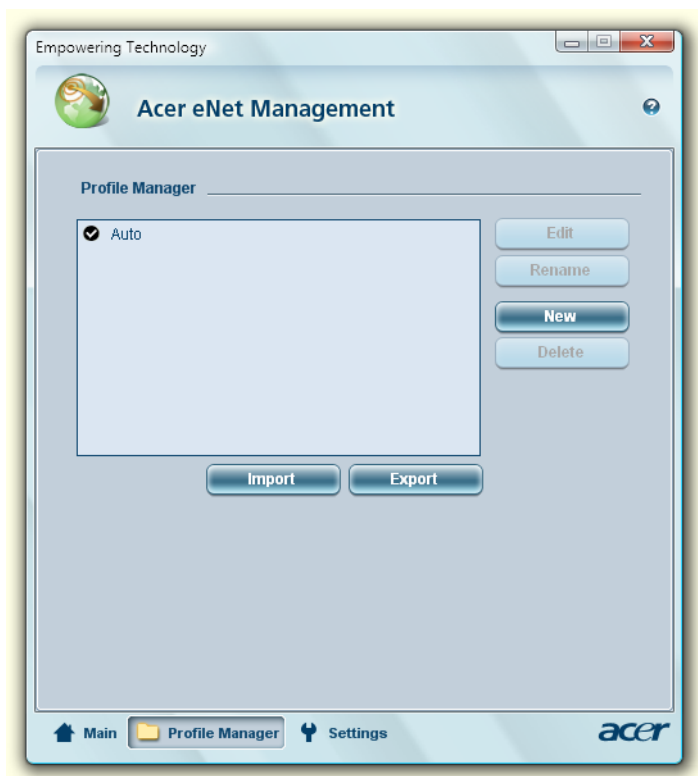 Empowering Technology
Acer eNet Management
?
Profile Manager
Auto
Edit
Rename
New
Delete
Import
Export
Main
Profile Manager
Settings
acer